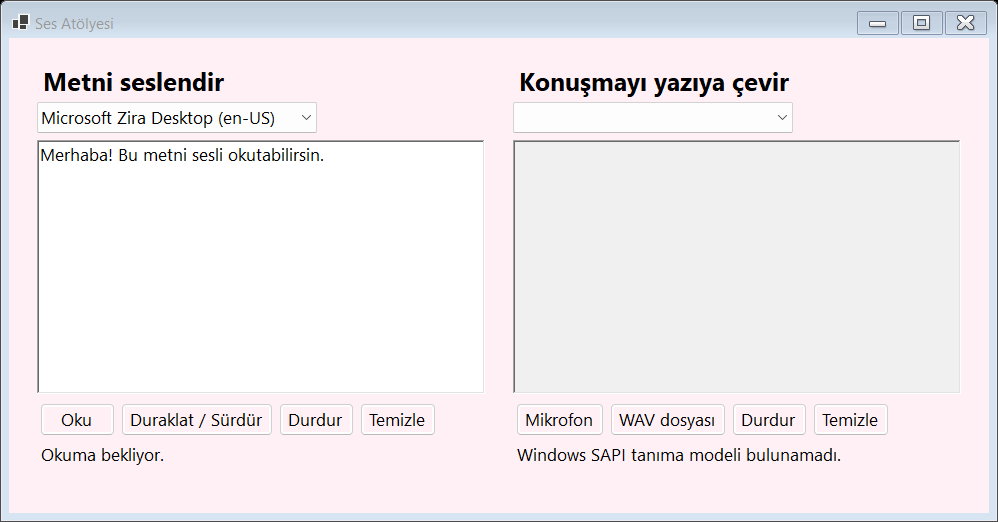 Ses Atölyesi
Metni seslendir
Microsoft Zira Desktop (en-US)
Merhaba! Bu metni sesli okutabilirsin.
Oku
Duraklat / Sürdür
Durdur
Temizle
Okuma bekliyor.
Konuşmayı yazıya çevir
Mikrofon
WAV dosyası
Durdur
Temizle
Windows SAPI tanıma modeli bulunamadı.